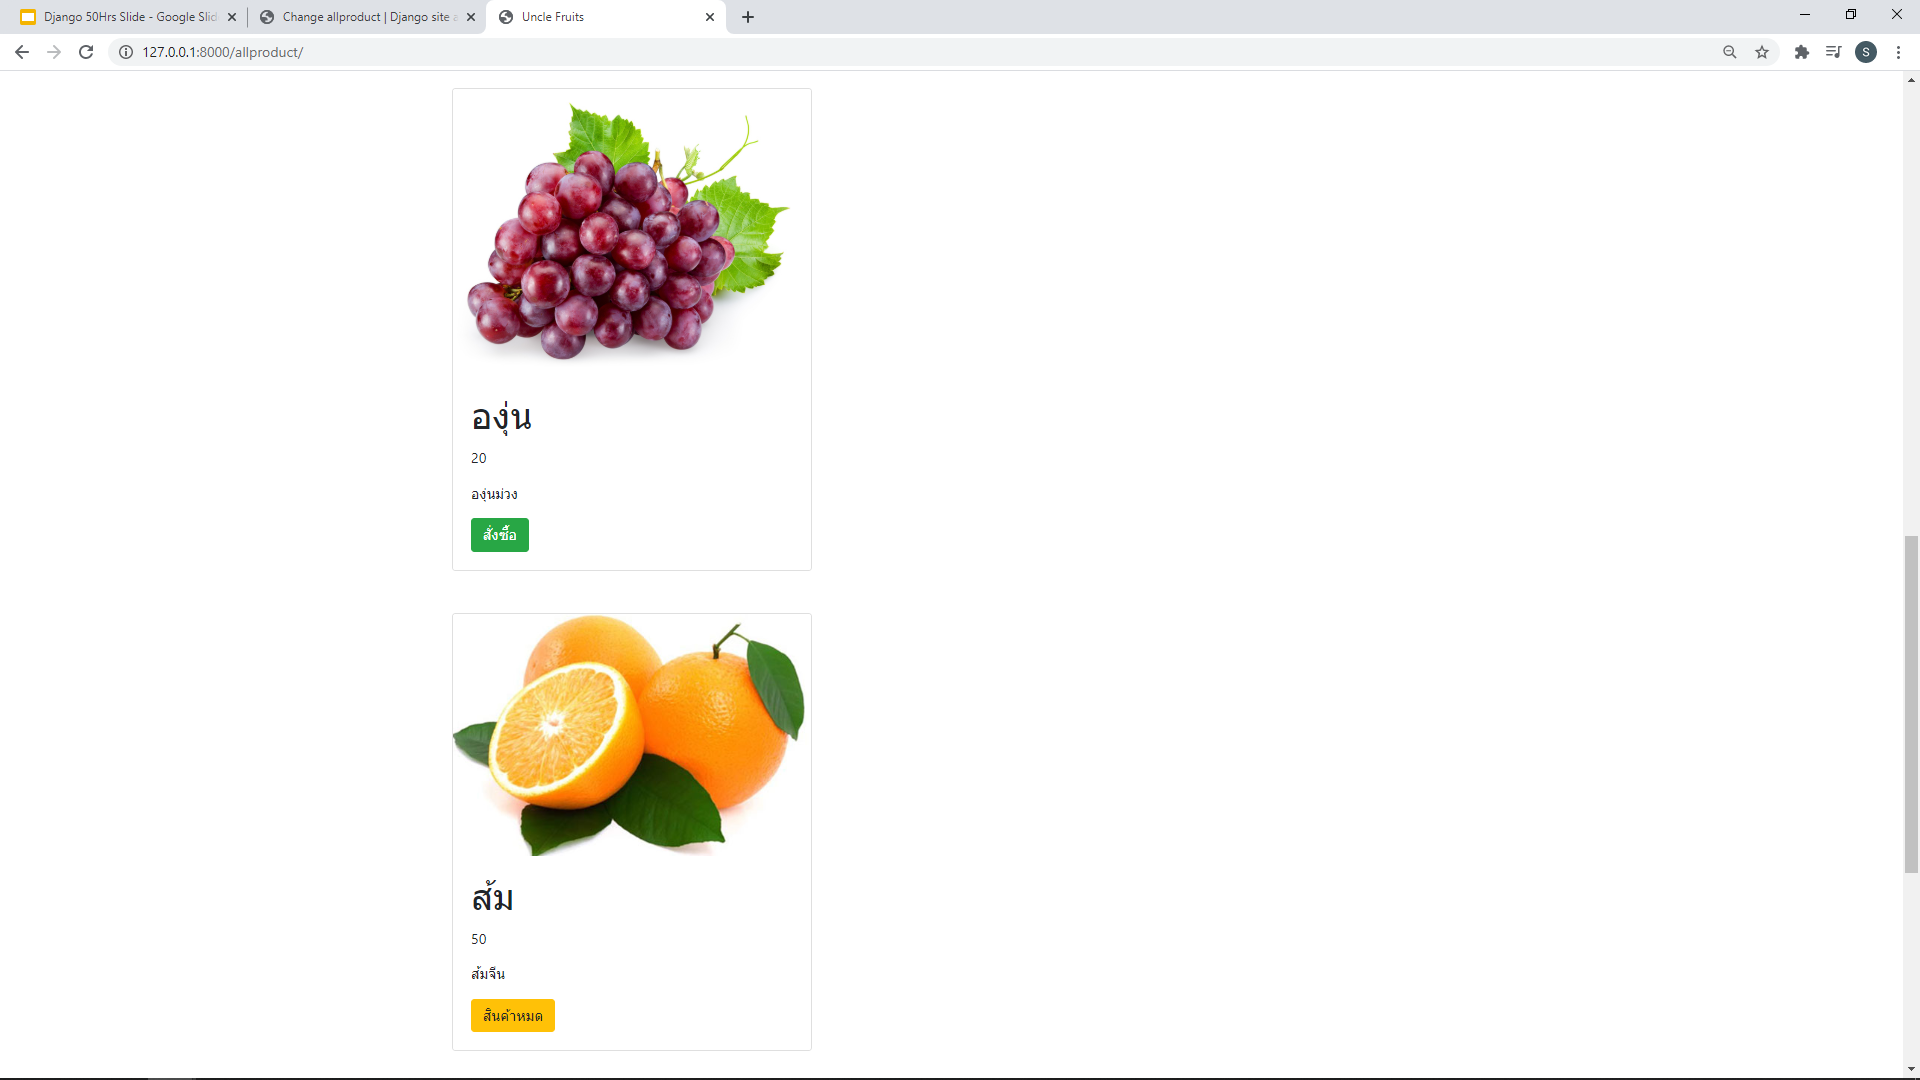 Django 50Hrs Slide - Google Slid
Change allproduct | Django site a
Uncle Fruits
127.0.0.1:8000/allproduct/
S
องุ่น
20
องุ่นม่วง
สั่งซื้อ
ส้ม
50
ส้มจีน
สินค้าหมด